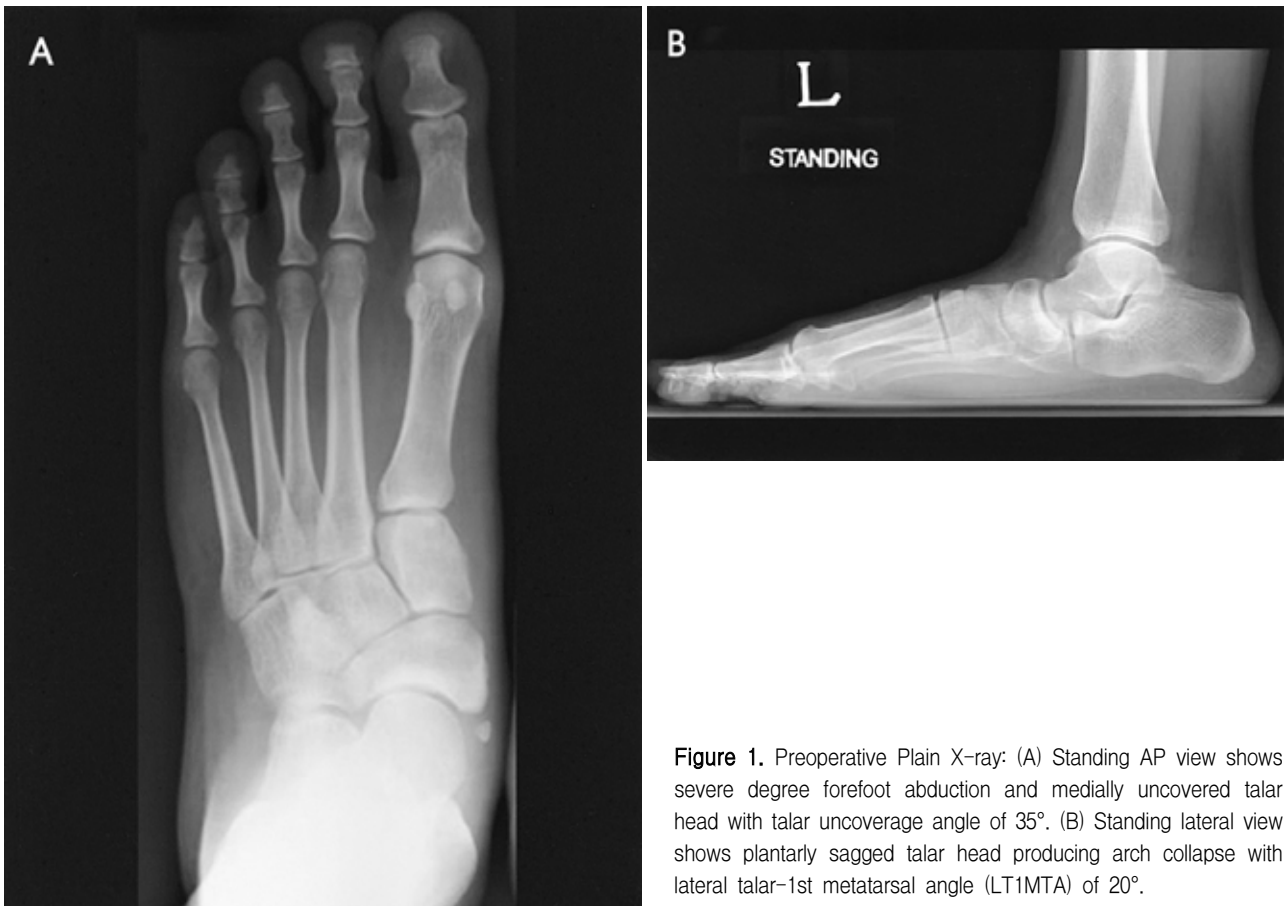 A
B
L
STANDING
Figure 1. Preoperative Plain X-ray: (A) Standing AP view shows
severe degree forefoot abduction and medially uncovered talar
head with talar uncoverage angle of 35°. (B) Standing lateral view
shows plantarly sagged talar head producing arch collapse with
lateral talar-1st metatarsal angle (LT1MTA) of 20°.